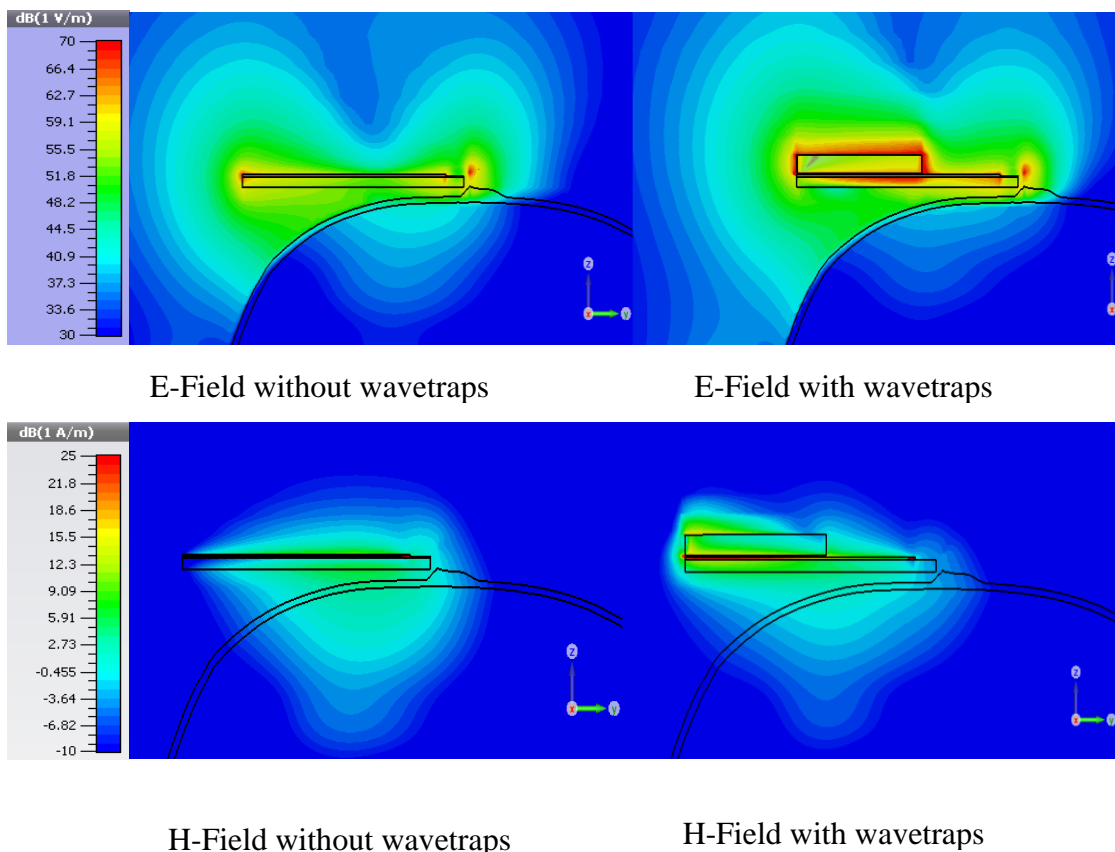 dB(1 V/m)
70
66.4
62.7
59.1
55.5
51.8
48.2
44.5
40.9
37.3
33.6
30
z
x
y
z
x
E-Field without wavetraps
E-Field with wavetraps
dB(1 A/m)
25
21.8
18.6
15.5
12.3
9.09
5.91
2.73
-0.455
-3.64
-6.82
-10
z
x
y
z
x
y
H-Field without wavetraps
H-Field with wavetraps